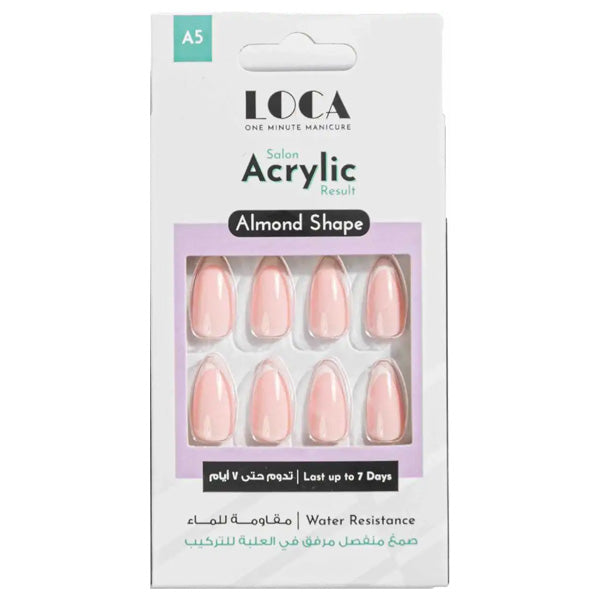 A5
LOCA
ONE MINUTE MANICURE
Salon
Acrylic
Result
Almond Shape
تدوم حتى ٧ أيام | Last up to 7 Days
مقاومة للماء | Water Resistance
صمغ منفصل مرفق في العلبة للتركيب